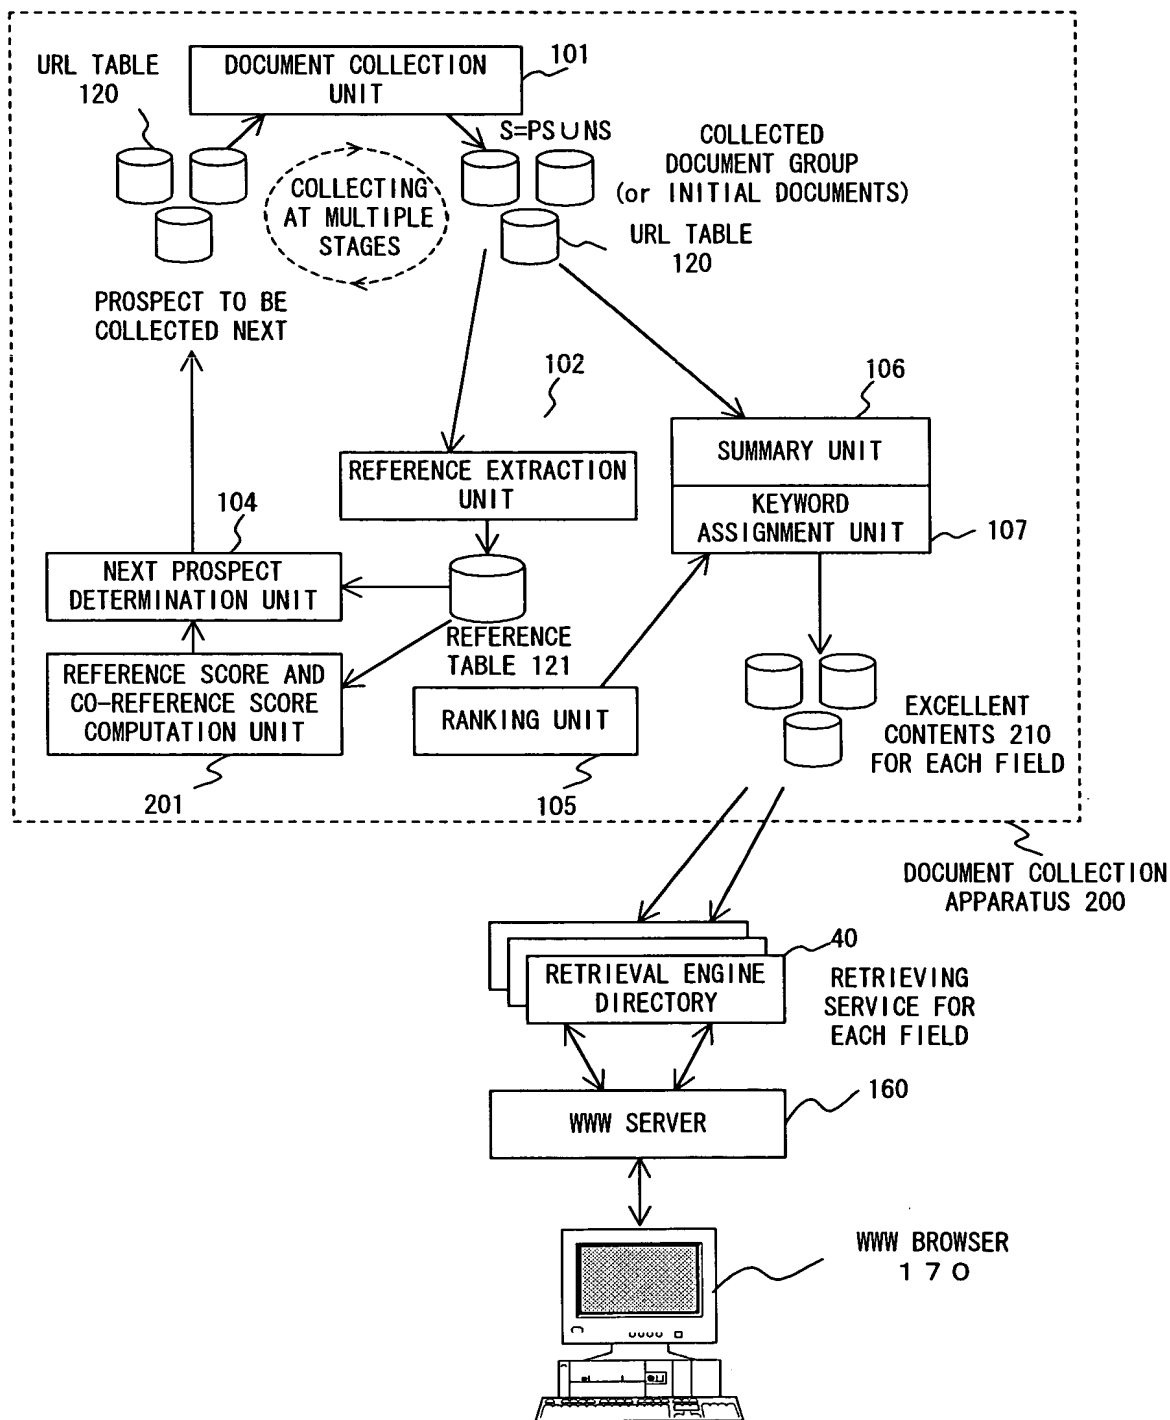 URL TABLE
120
DOCUMENT COLLECTION
UNIT
101
S=PS∪NS
COLLECTED
DOCUMENT GROUP
(or INITIAL DOCUMENTS)
COLLECTING
AT MULTIPLE
STAGES
URL TABLE
120
PROSPECT TO BE
COLLECTED NEXT
102
106
REFERENCE EXTRACTION
UNIT
SUMMARY UNIT
KEYWORD
ASSIGNMENT UNIT
107
104
NEXT PROSPECT
DETERMINATION UNIT
REFERENCE
TABLE 121
REFERENCE SCORE AND
CO-REFERENCE SCORE
COMPUTATION UNIT
201
RANKING UNIT
105
EXCELLENT
CONTENTS 210
FOR EACH FIELD
DOCUMENT COLLECTION
APPARATUS 200
40
RETRIEVAL ENGINE
DIRECTORY
RETRIEVING
SERVICE FOR
EACH FIELD
160
WWW SERVER
WWW BROWSER
170